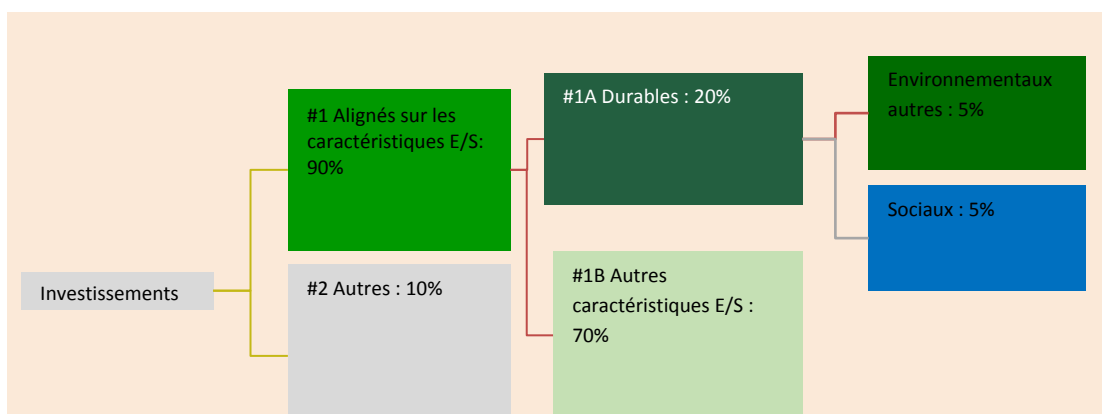 Investissements
#1 Alignés sur les
caractéristiques E/S:
90%
#2 Autres : 10%
#1A Durables : 20%
#1B Autres
caractéristiques E/S :
70%
Environnementaux
autres : 5%
Sociaux : 5%